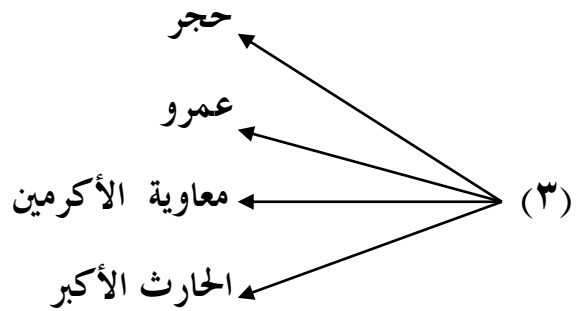 حجر
عمرو
معاوية الأكرمين
(٣)
الحارث الأكبر